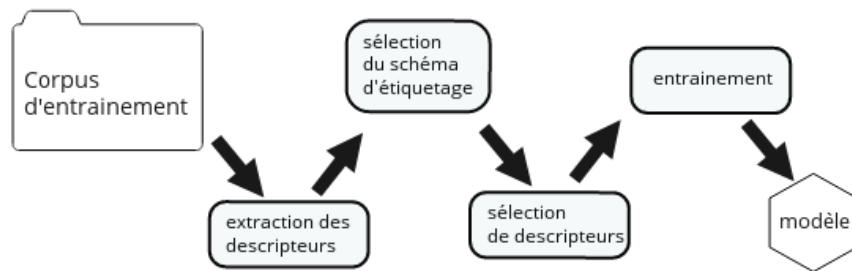 Corpus
d'entrainement
extraction des
descripteurs
sélection
du schéma
d'étiquetage
sélection
de descripteurs
entrainement
modèle